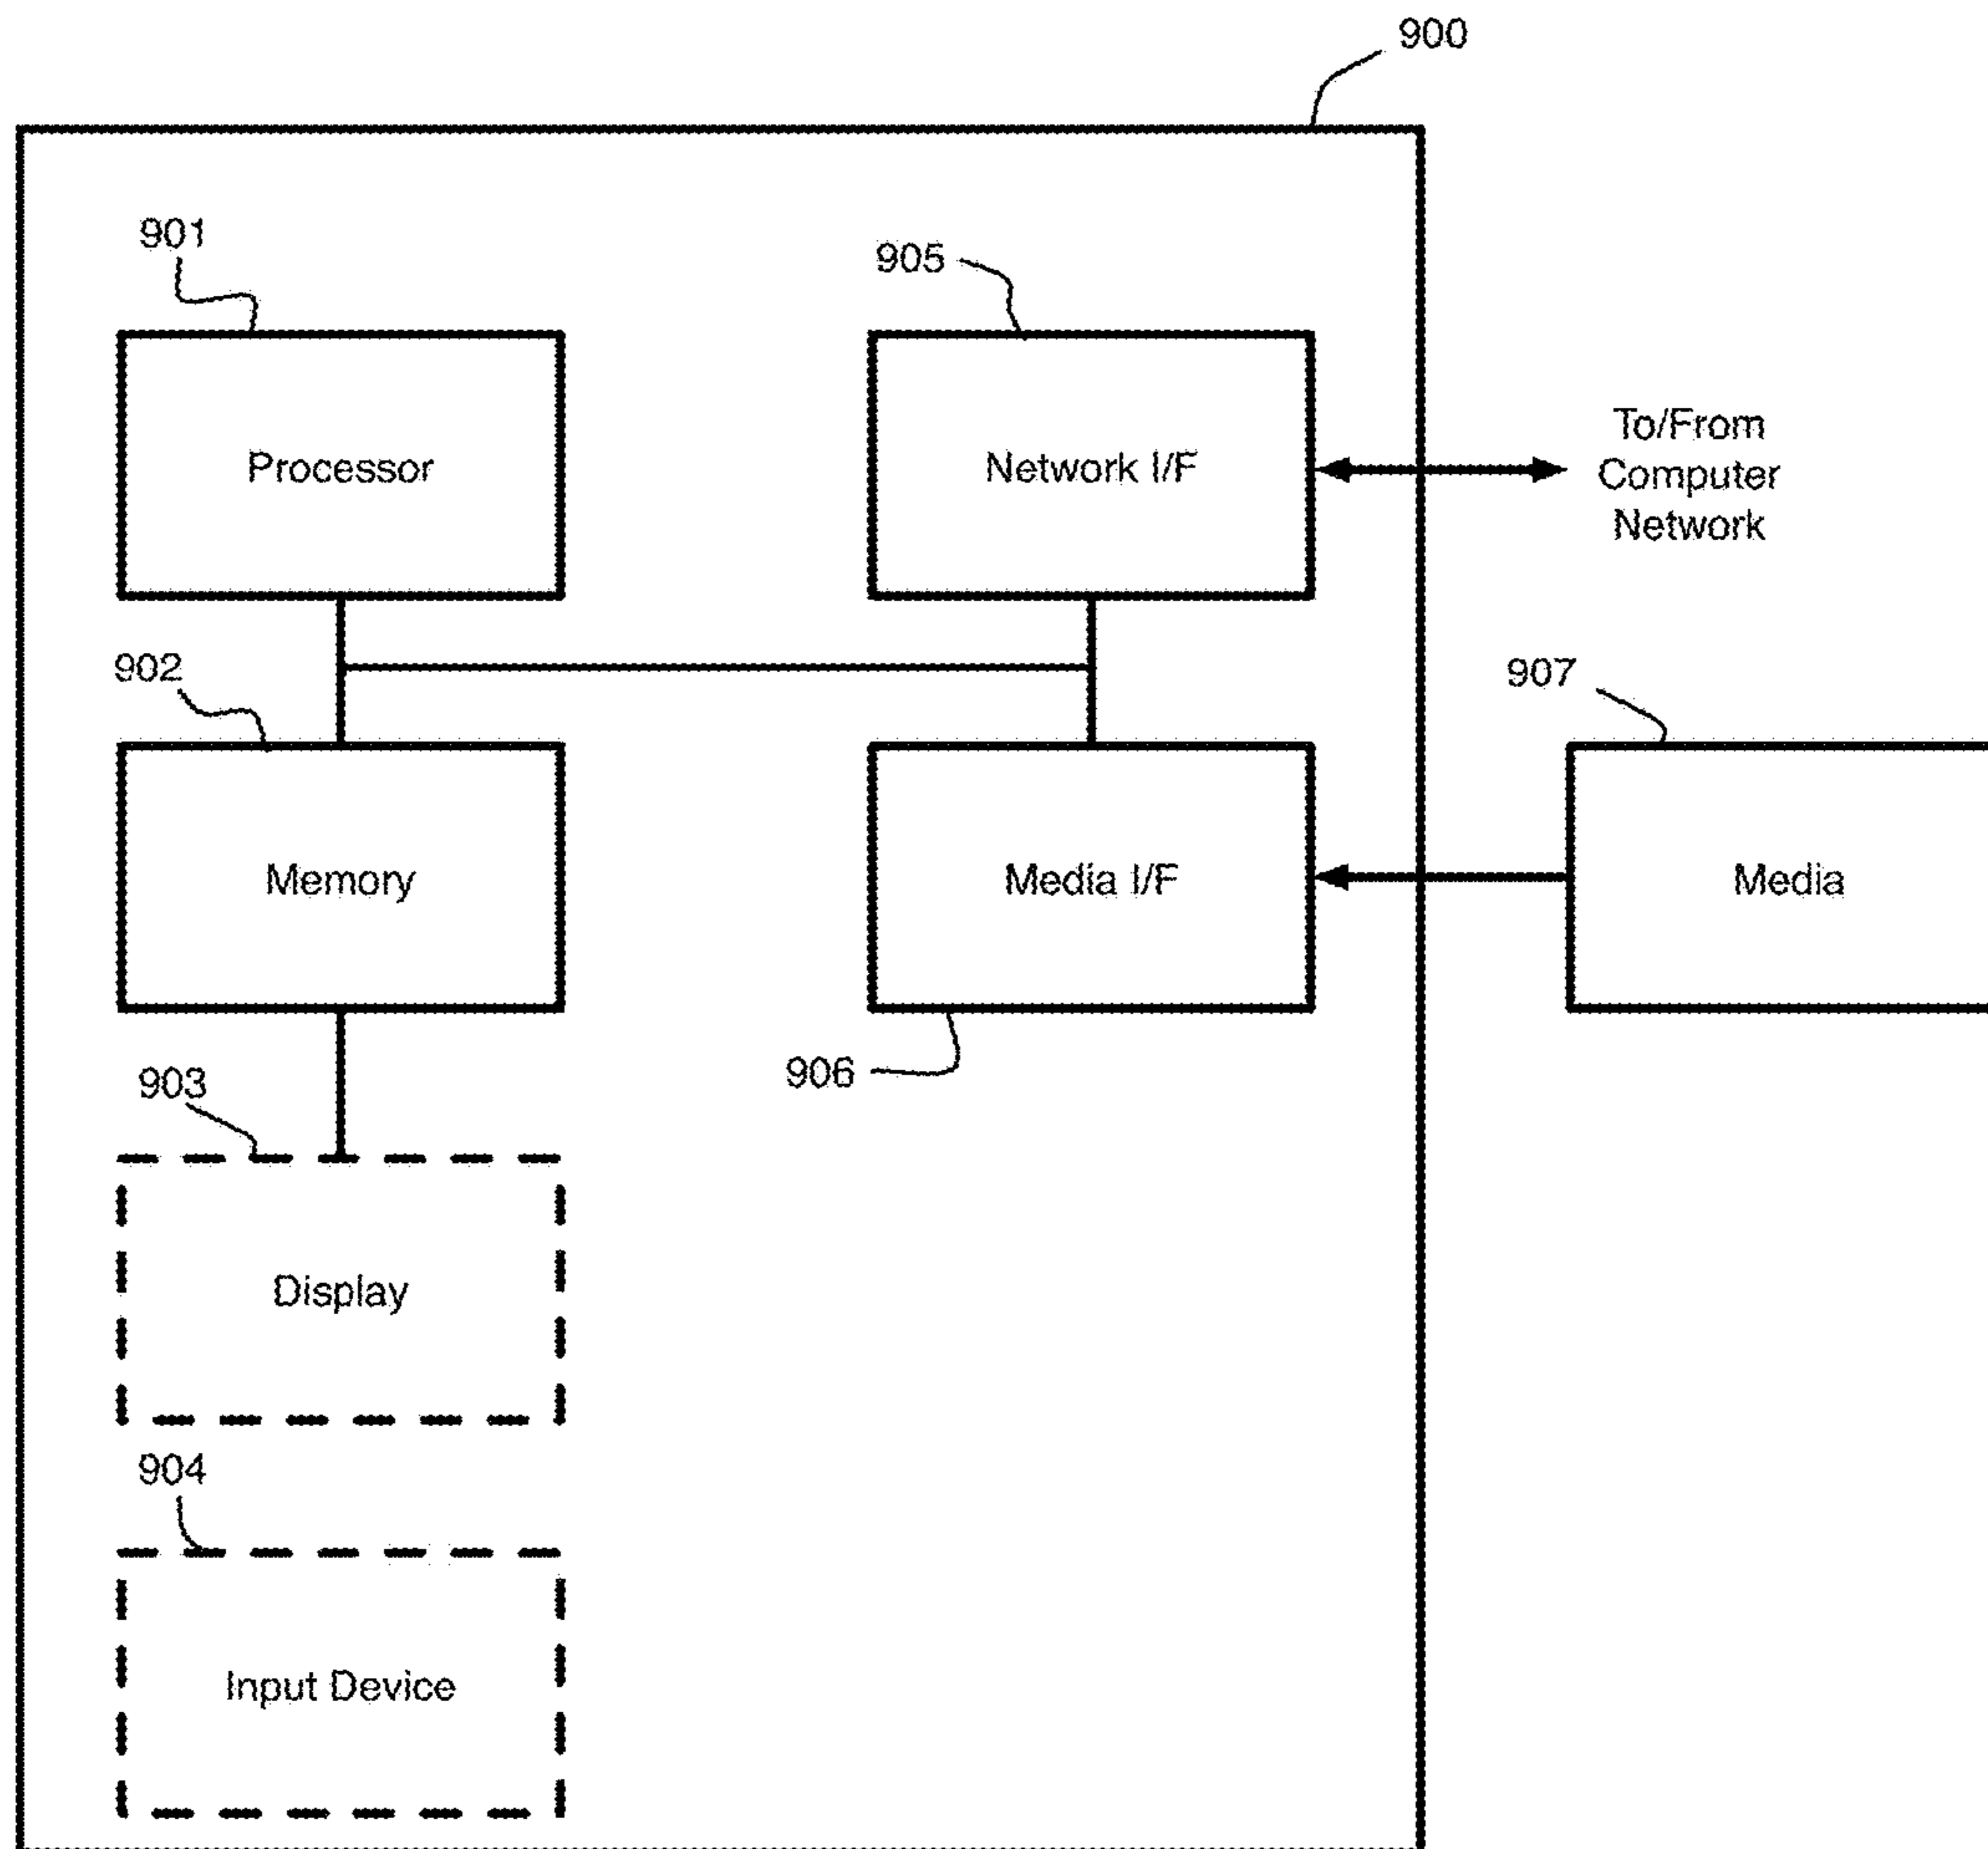 900
901
905
Processor
Network I/F
To/From
Computer
Network
902
907
Memory
Media I/F
Media
903
906
Display
904
Input Device